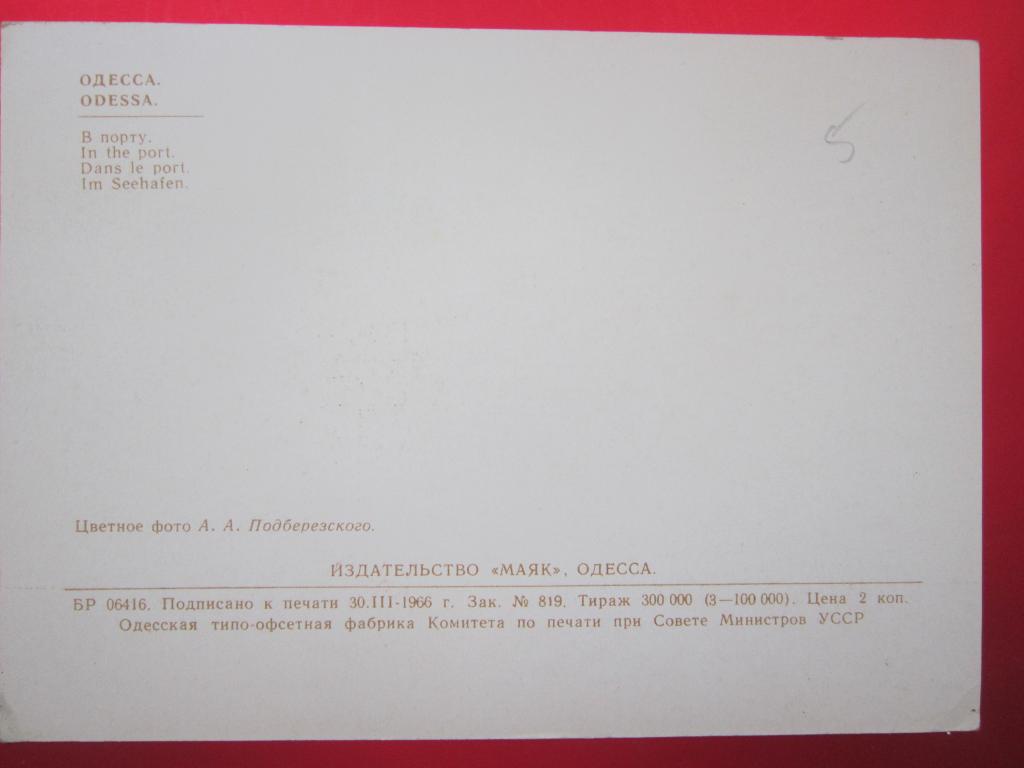 ОДЕССА.
ODESSA.
В порту.
In the port.
Dans le port.
Im Seehafen.
5
Цветное фото А. А. Подберезского.
ИЗДАТЕЛЬСТВО «МАЯК», ОДЕССА.
БР 06416. Подписано к печати 30.III-1966 г. Зак. № 819. Тираж 300 000 (3—100 000). Цена 2 коп.
Одесская типо-офсетная фабрика Комитета по печати при Совете Министров УССР